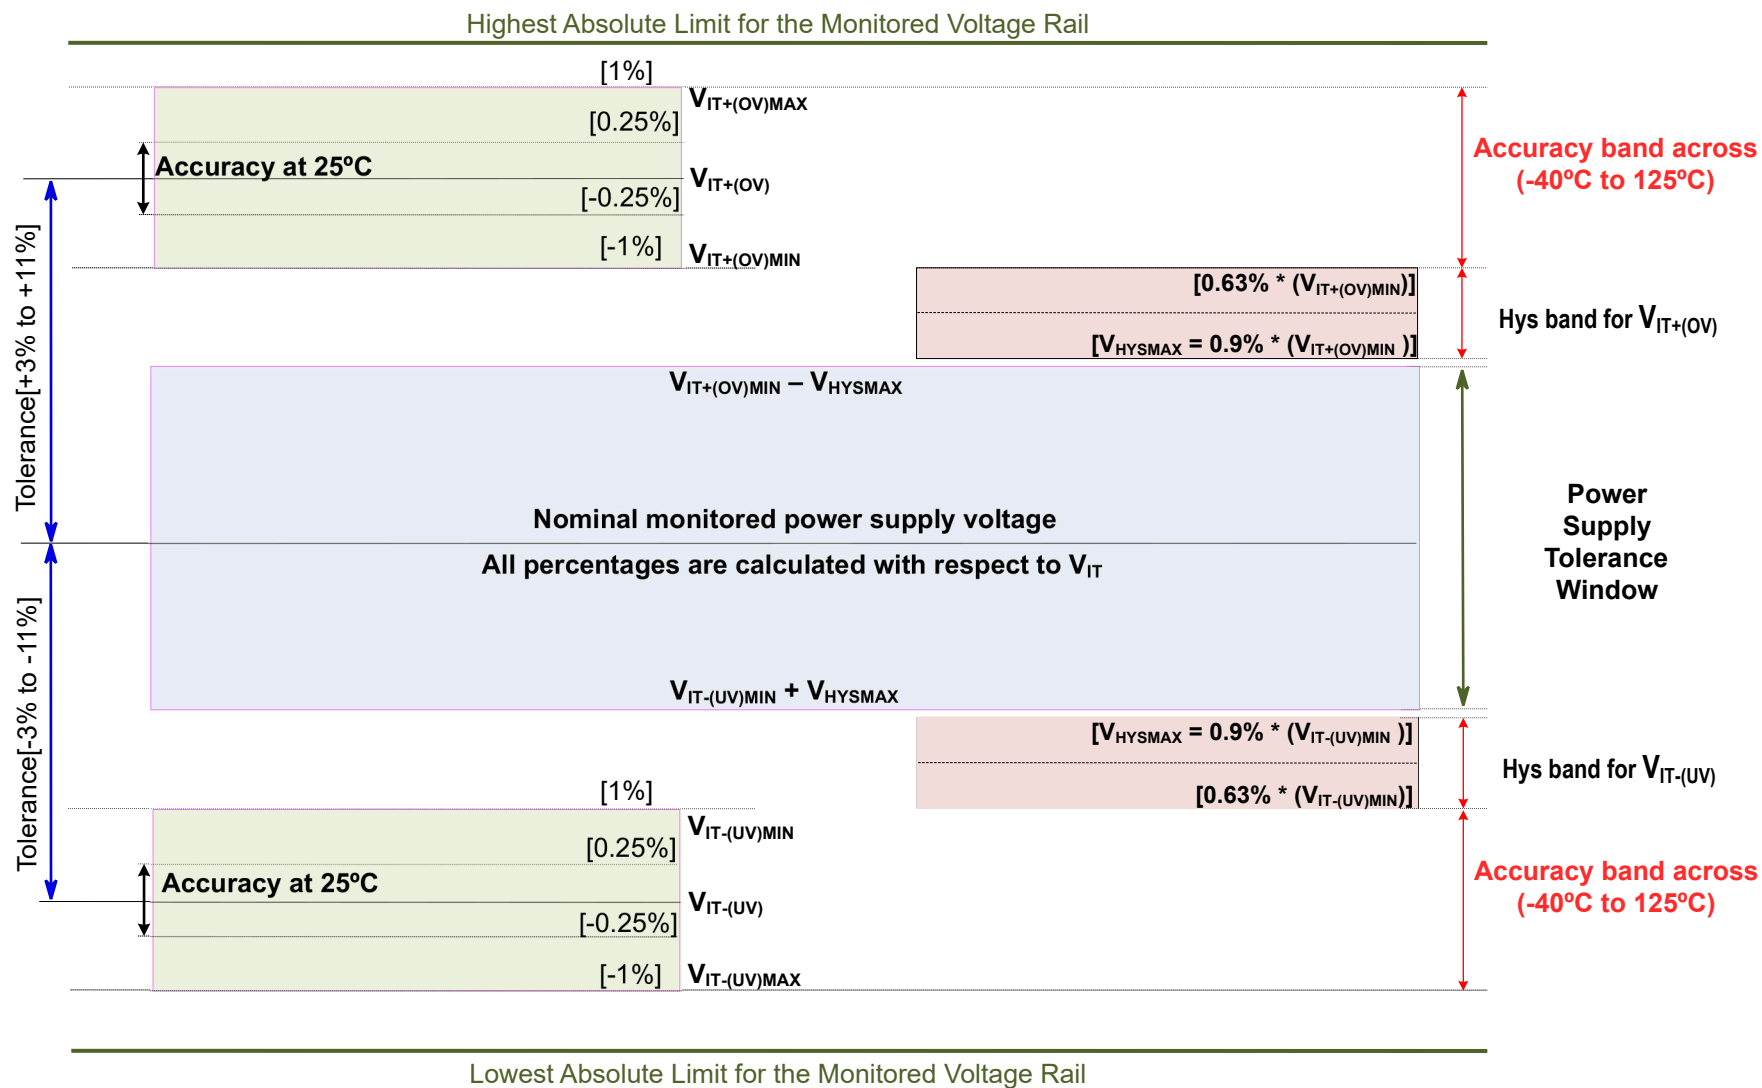 Highest Absolute Limit for the Monitored Voltage Rail
[1%]
VIT+(OV)MAX
[0.25%]
Accuracy at 25ºC
VIT+(OV)
[-0.25%]
[-1%]
VIT+(OV)MIN
Accuracy band across
(-40ºC to 125ºC)
Tolerance[+3% to +11%]
[0.63% * (VIT+(OV)MIN)]
[VHYSMAX = 0.9% * (VIT+(OV)MIN )]
Hys band for VIT+(OV)
VIT+(OV)MIN – VHYSMAX
Nominal monitored power supply voltage
All percentages are calculated with respect to VIT
Power
Supply
Tolerance
Window
VIT-(UV)MIN + VHYSMAX
Tolerance[-3% to -11%]
[VHYSMAX = 0.9% * (VIT-(UV)MIN )]
[0.63% * (VIT-(UV)MIN)]
Hys band for VIT-(UV)
[1%]
VIT-(UV)MIN
[0.25%]
Accuracy at 25ºC
VIT-(UV)
[-0.25%]
[-1%]
VIT-(UV)MAX
Accuracy band across
(-40ºC to 125ºC)
Lowest Absolute Limit for the Monitored Voltage Rail